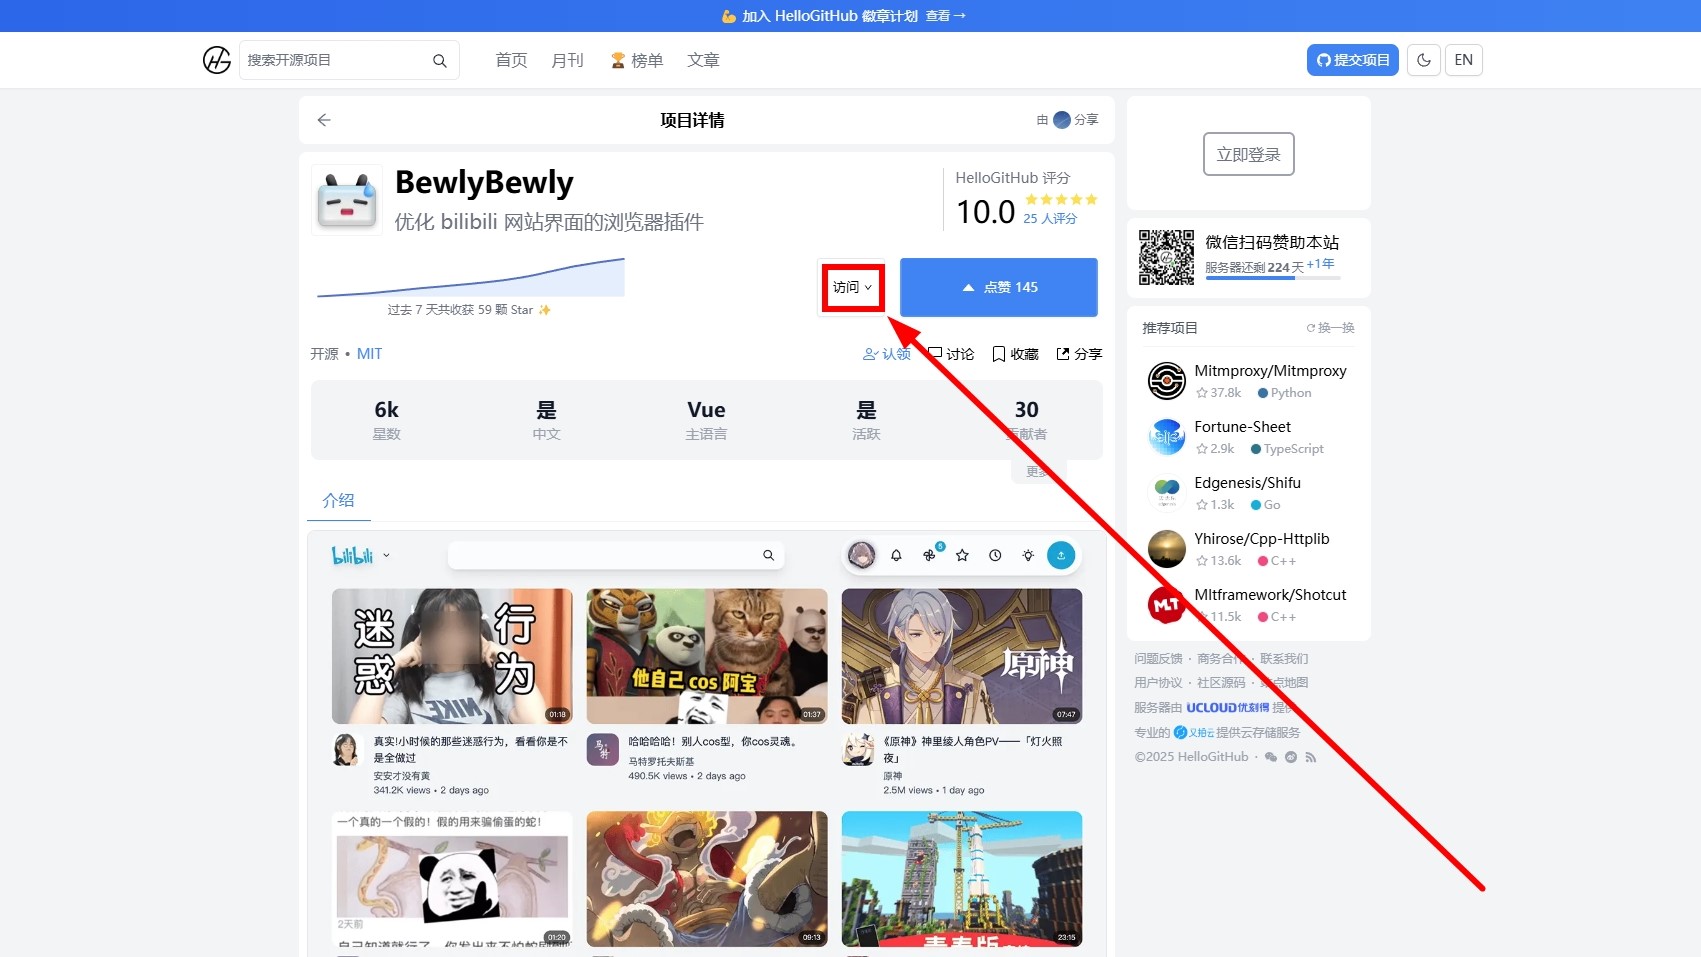 加入 HelloGitHub 徽章计划 查看→
搜索开源项目
首页
月刊
榜单
文章
提交项目
EN
项目详情
由 分享
BewlyBewly
优化 bilibili 网站界面的浏览器插件
HelloGitHub 评分
10.0
25 人评分
过去 7 天共收获 59 颗 Star
访问
点赞 145
开源 • MIT
认领
讨论
收藏
分享
6k
星数
是
中文
Vue
主语言
是
活跃
30
贡献者
更多
介绍
bilibili
5
迷惑
行为
NIKE
01:18
他自己 cos 阿宝
01:37
原神
07:47
真实!小时候的那些迷惑行为，看看你是不
是全做过
安安才没有黄
341.2K views • 2 days ago
哈哈哈哈！别人cos型，你cos灵魂。
马特罗托夫斯基
490.5K views • 2 days ago
《原神》神里绫人角色PV——「灯火照
夜」
原神
2.5M views • 1 day ago
一个真的一个假的！假的用来骗偷蛋的蛇！
2天前
01:20
09:13
青春版
23:15
立即登录
微信扫码赞助本站
服务器还剩 224 天 +1年
推荐项目
换一换
Mitmproxy/Mitmproxy
37.8k Python
Fortune-Sheet
2.9k TypeScript
Edgenesis/Shifu
1.3k Go
Yhirose/Cpp-Httplib
13.6k C++
MLT
Mltframework/Shotcut
11.5k C++
问题反馈 · 商务合作 · 联系我们
用户协议 · 社区源码 · 站点地图
服务器由 UCLOUD优刻得 提供
专业的 又拍云 提供云存储服务
©2025 HelloGitHub ·